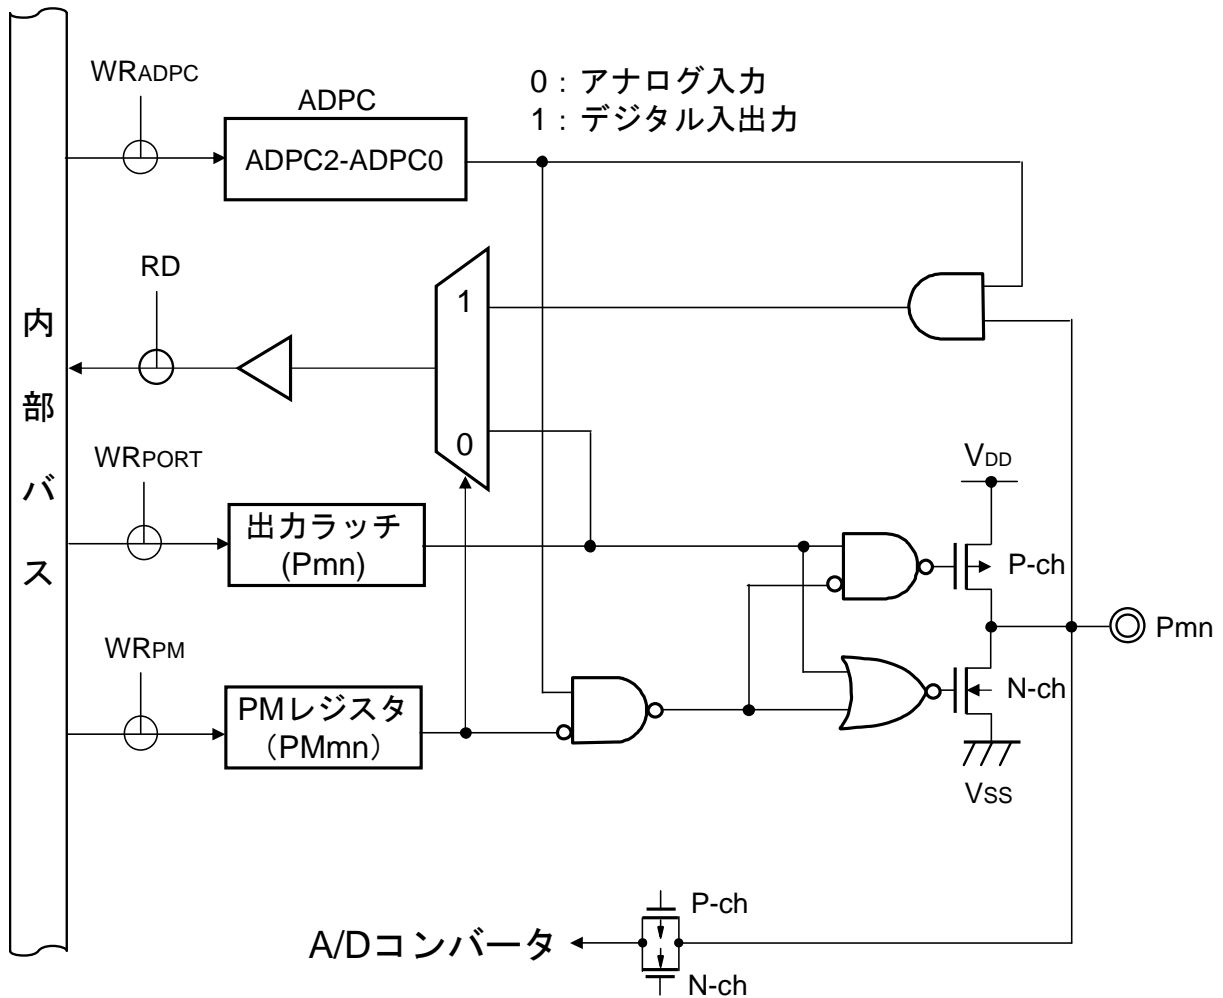 WRADPC
ADPC
ADPC2-ADPC0
0：アナログ入力
1：デジタル入出力
RD
1
0
内部バス
WRPORT
出力ラッチ
(Pmn)
WRPM
PMレジスタ
（PMmn）
VDD
P-ch
Pmn
N-ch
VSS
P-ch
A/Dコンバータ
N-ch